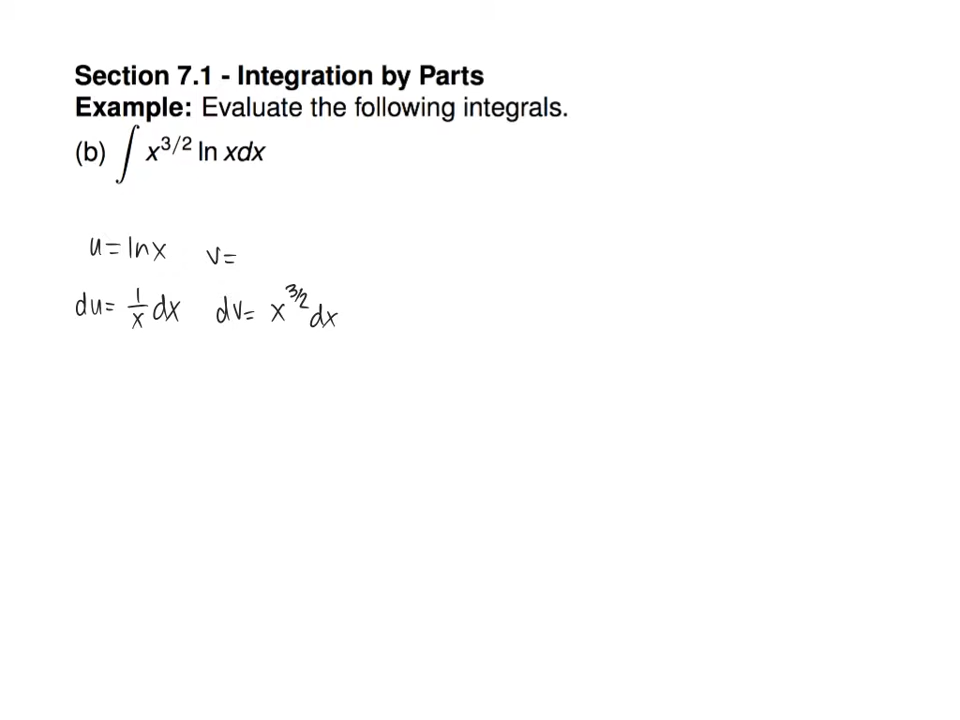 Section 7.1 - Integration by Parts
Example: Evaluate the following integrals.
(b) ∫ x^{3/2} ln xdx
u = ln x v =
du = 1/x dx dv = x^{3/2} dx